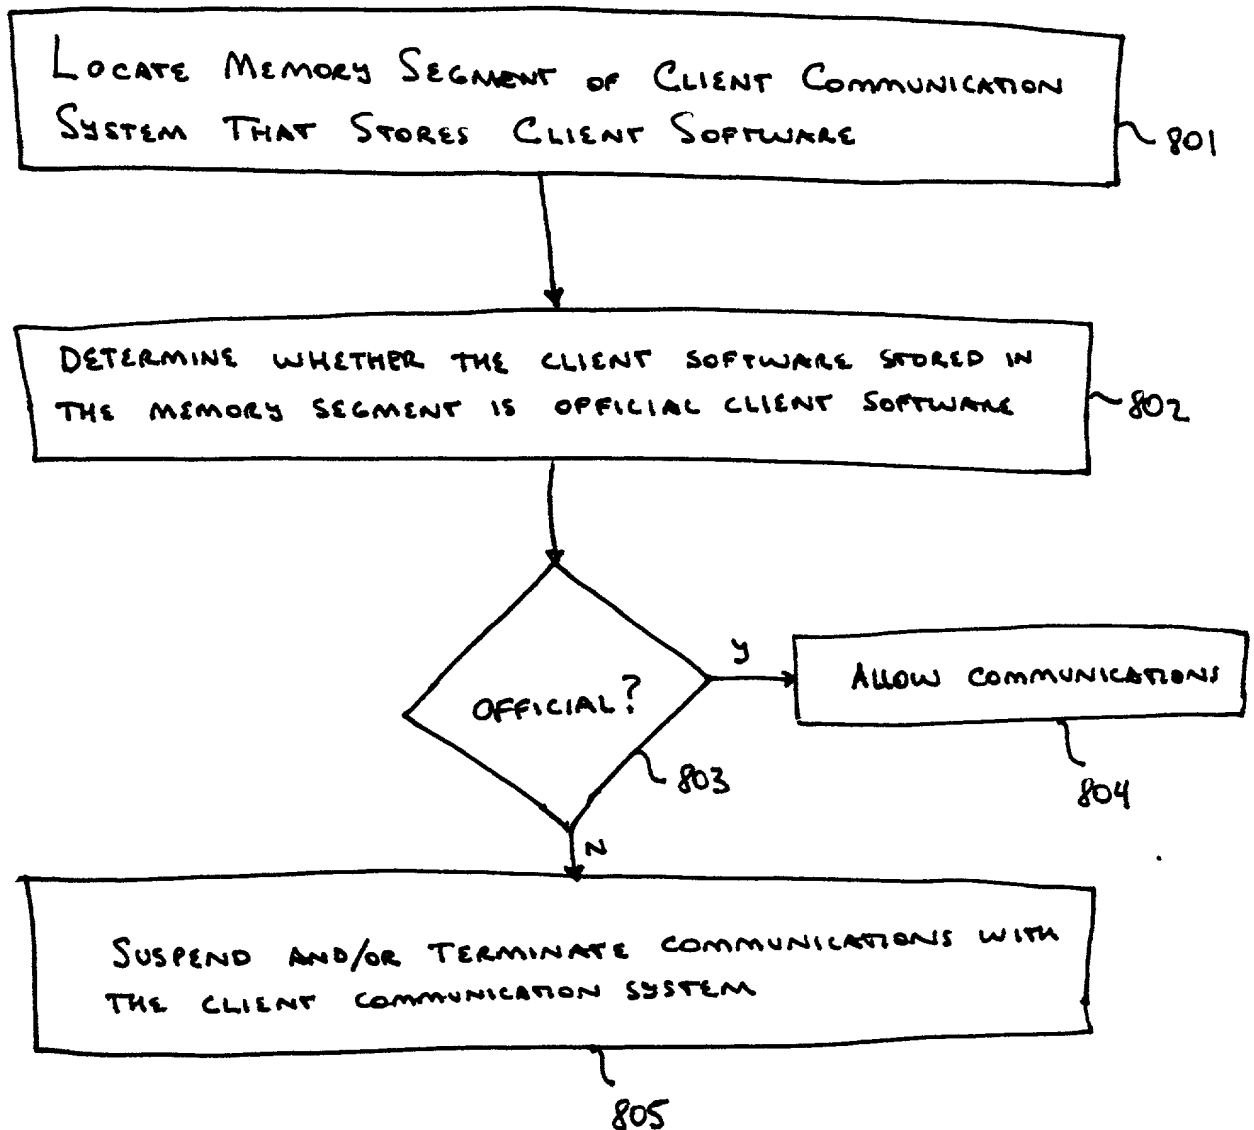 LOCATE MEMORY SEGMENT OF CLIENT COMMUNICATION
SYSTEM THAT STORES CLIENT SOFTWARE
801
DETERMINE WHETHER THE CLIENT SOFTWARE STORED IN
THE MEMORY SEGMENT IS OFFICIAL CLIENT SOFTWARE
802
OFFICIAL?
Y
ALLOW COMMUNICATIONS
803
804
N
SUSPEND AND/OR TERMINATE COMMUNICATIONS WITH
THE CLIENT COMMUNICATION SYSTEM
805